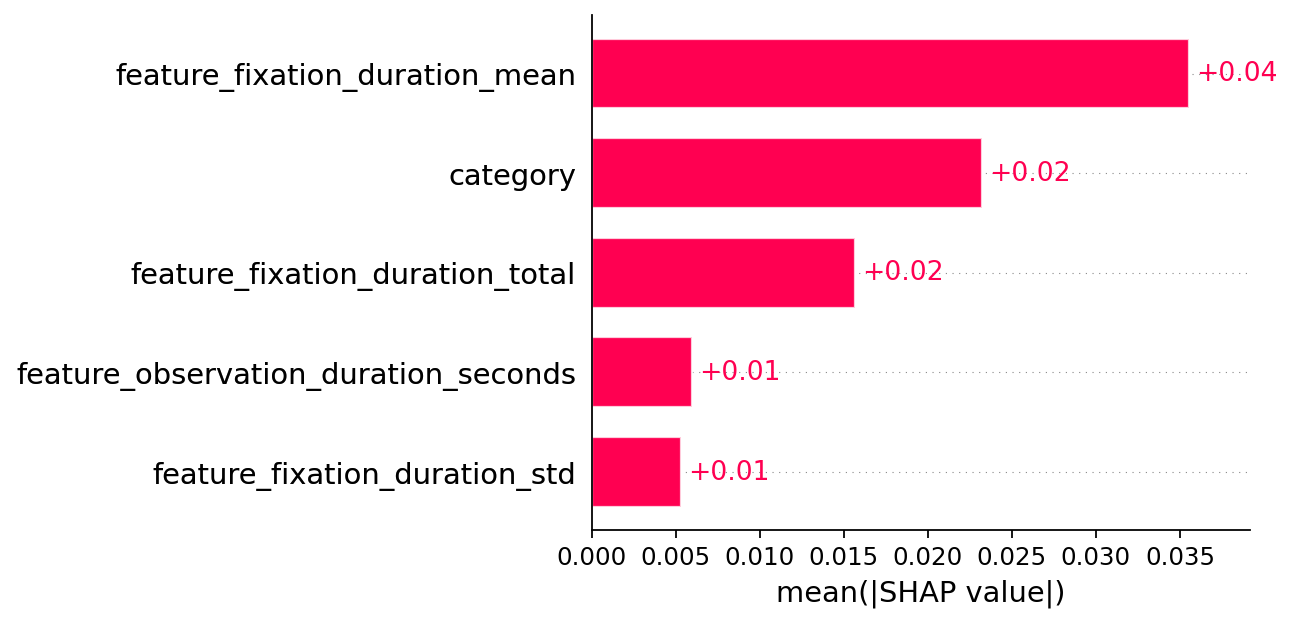 feature_fixation_duration_mean
+0.04
category
+0.02
feature_fixation_duration_total
+0.02
feature_observation_duration_seconds
+0.01
feature_fixation_duration_std
+0.01
0.000 0.005 0.010 0.015 0.020 0.025 0.030 0.035
mean(|SHAP value|)